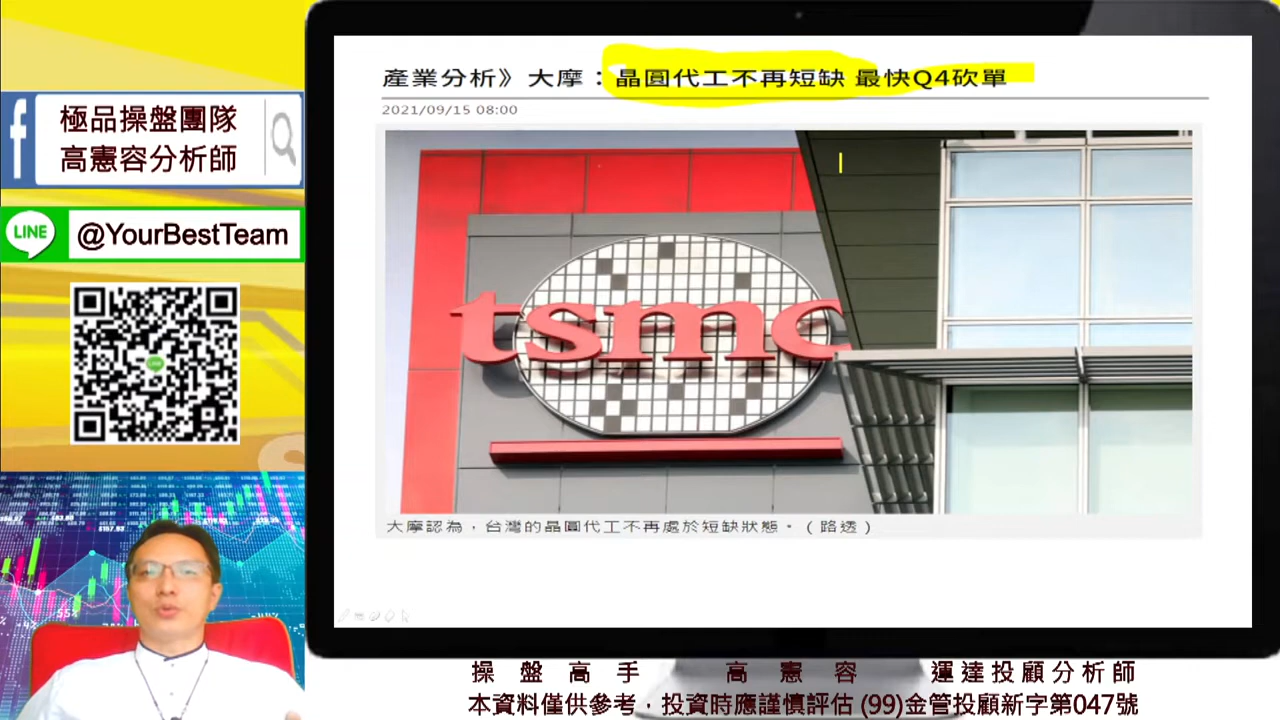 極品操盤團隊
高憲容分析師
LINE
@YourBestTeam
產業分析》大摩：晶圓代工不再短缺 最快Q4砍單
2021/09/15 08:00
tsmc
大摩認為，台灣的晶圓代工不再處於短缺狀態。（路透）
操盤高手 高憲容 運達投顧分析師
本資料僅供參考，投資時應謹慎評估 (99)金管投顧新字第047號